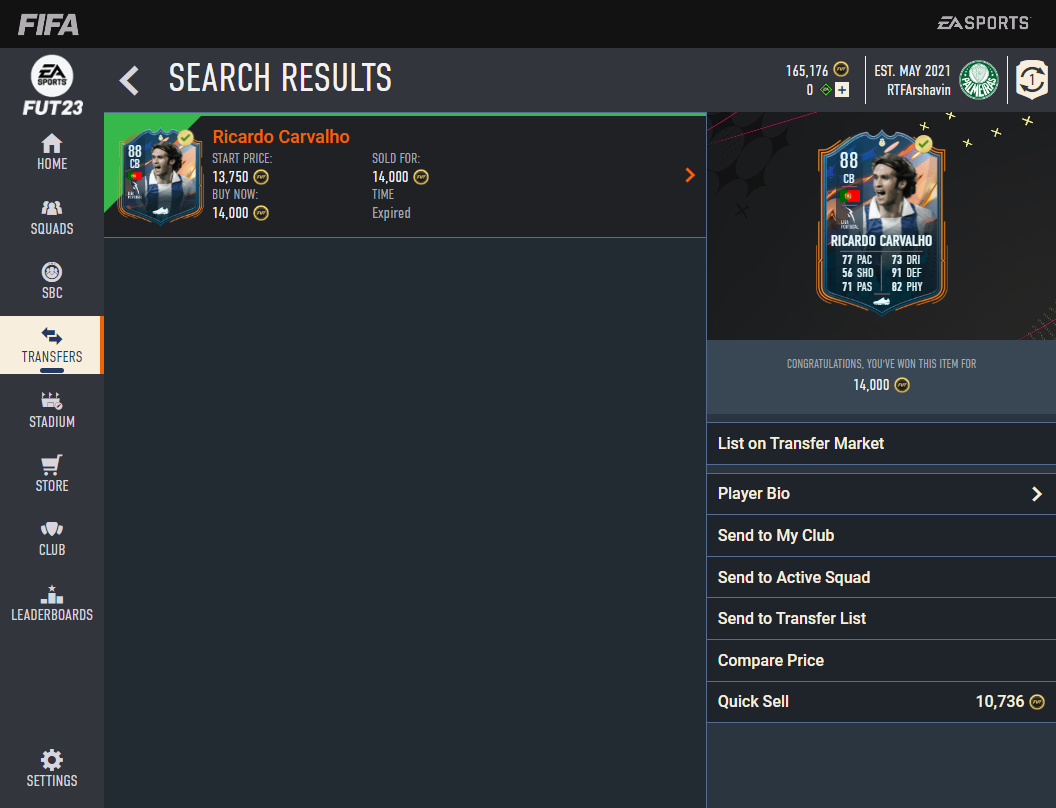 FIFA
EA SPORTS
EA SPORTS
FUT23
HOME
SQUADS
SBC
TRANSFERS
STADIUM
STORE
CLUB
LEADERBOARDS
SETTINGS
SEARCH RESULTS
165,176
0
EST. MAY 2021
RTFArshavin
PALMEIRAS
1
88
CB
Ricardo Carvalho
START PRICE:
13,750
BUY NOW:
14,000
SOLD FOR:
14,000
TIME
Expired
88
CB
RICARDO CARVALHO
77 PAC 73 DRI
56 SHO 91 DEF
71 PAS 82 PHY
CONGRATULATIONS, YOU'VE WON THIS ITEM FOR
14,000
List on Transfer Market
Player Bio
Send to My Club
Send to Active Squad
Send to Transfer List
Compare Price
Quick Sell 10,736